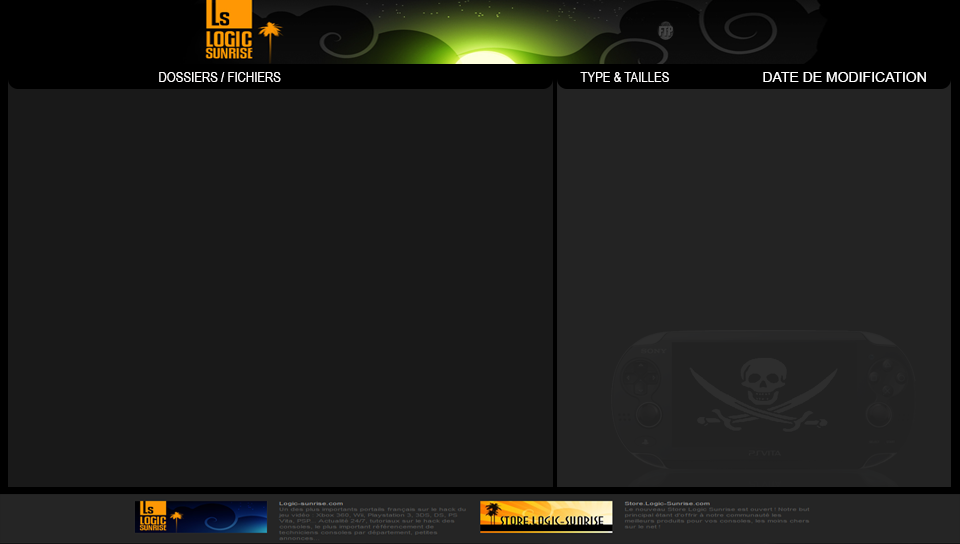 Ls
LOGIC
SUNRISE
DOSSIERS / FICHIERS
TYPE & TAILLES
DATE DE MODIFICATION
Ls
LOGIC
SUNRISE
Logic-sunrise.com
Un des plus importants portails français sur le hack du
jeu vidéo : Xbox 360, Wii, Playstation 3, 3DS, DS, PS
Vita, PSP... Actualité 24/7, tutoriaux sur le hack des
consoles, le plus important référencement de
techniciens consoles par département, petites
annonces...
STORE LOGIC-SUNRISE
Store.Logic-Sunrise.com
Le nouveau Store Logic Sunrise est ouvert ! Notre but
principal étant d'offrir à notre communauté les
meilleurs produits pour vos consoles, les moins chers
sur le net !